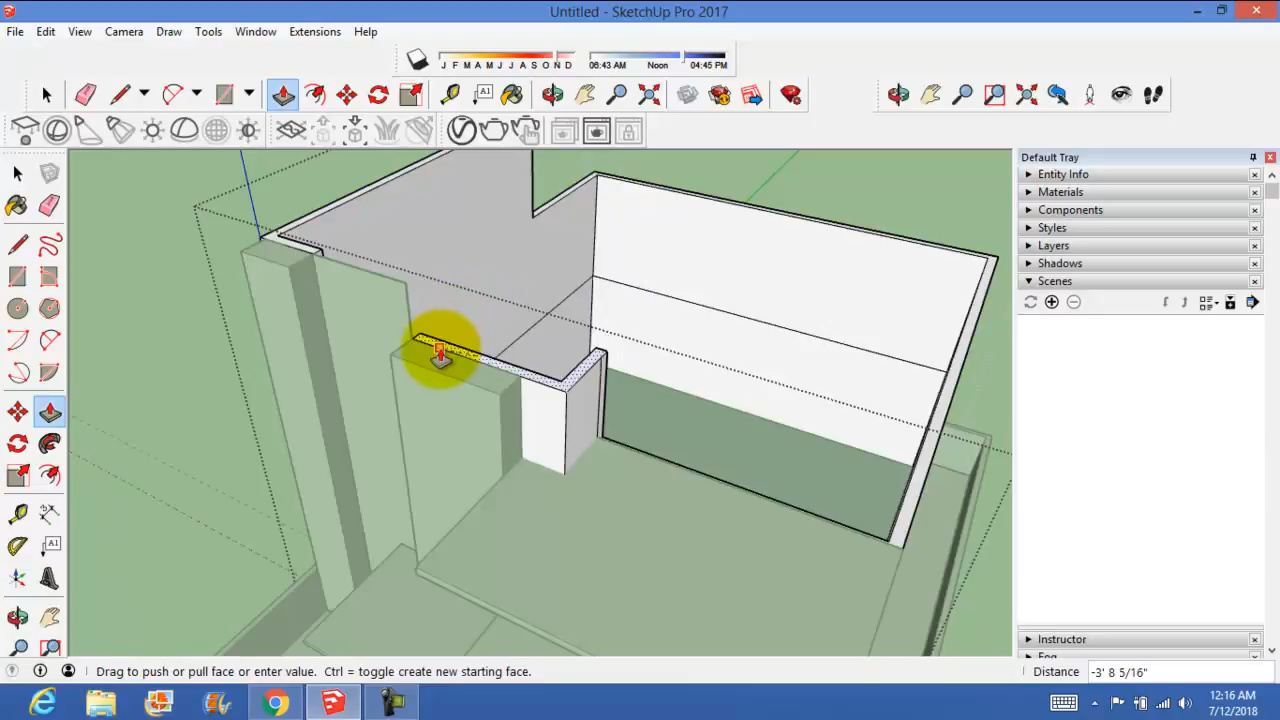 Untitled - SketchUp Pro 2017
File Edit View Camera Draw Tools Window Extensions Help
J F M A M J J A S O N D
06:43 AM Noon 04:45 PM
A1
Default Tray
Entity Info
Materials
Components
Styles
Layers
Shadows
Scenes
A1
Instructor
Drag to push or pull face or enter value. Ctrl = toggle create new starting face.
Distance -3' 8 5/16"
12:16 AM
7/12/2018